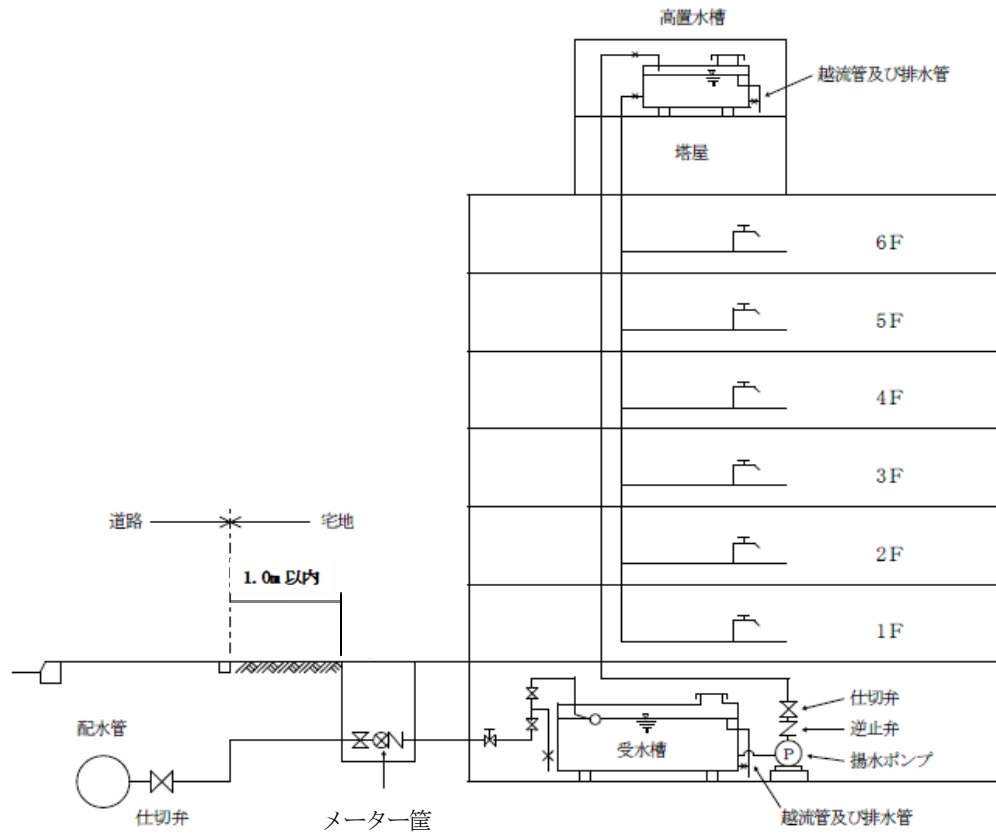 高置水槽
越流管及び排水管
塔屋
6F
5F
4F
3F
2F
1F
道路
宅地
1.0m以内
配水管
仕切弁
メーター筐
受水槽
仕切弁
逆止弁
P
揚水ポンプ
越流管及び排水管